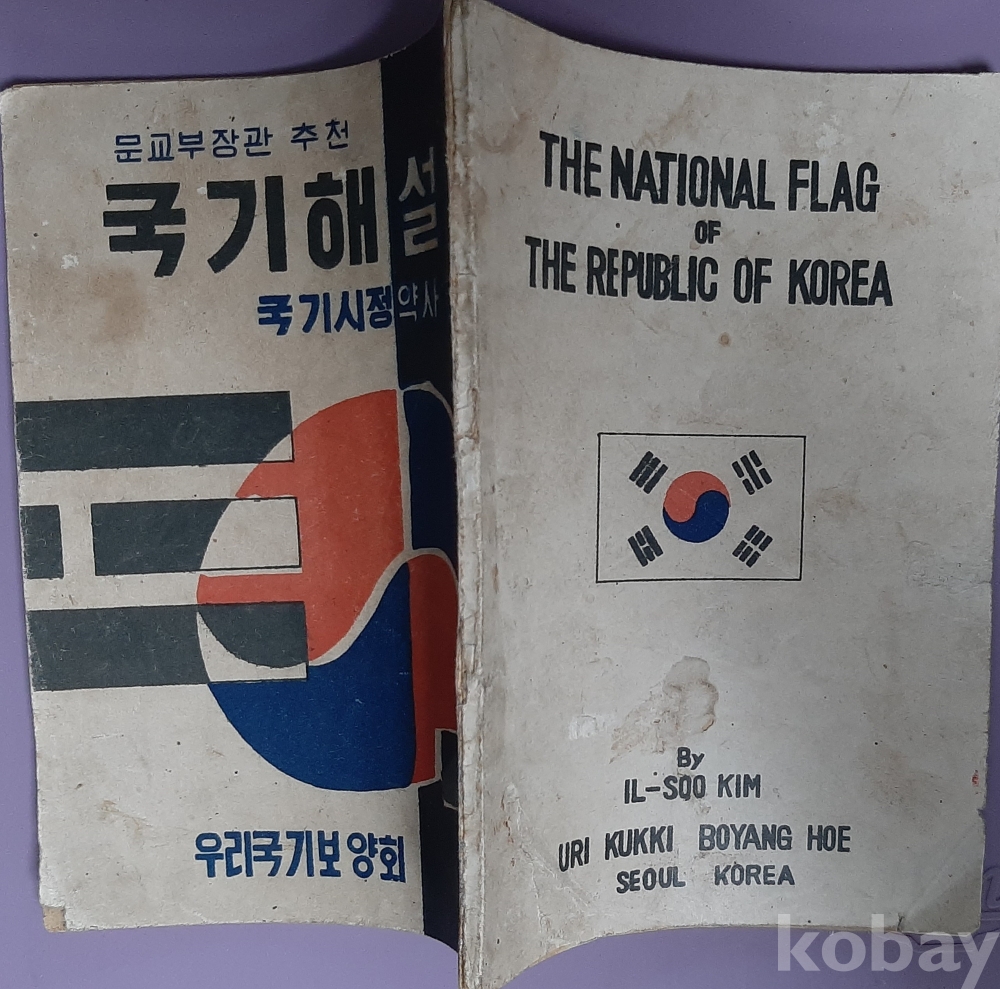 문교부장관 추천
국기해설
국기시정약사
우리국기보양회
THE NATIONAL FLAG
OF
THE REPUBLIC OF KOREA
By
IL-SOO KIM
URI KUKKI BOYANG HOE
SEOUL KOREA
kobay